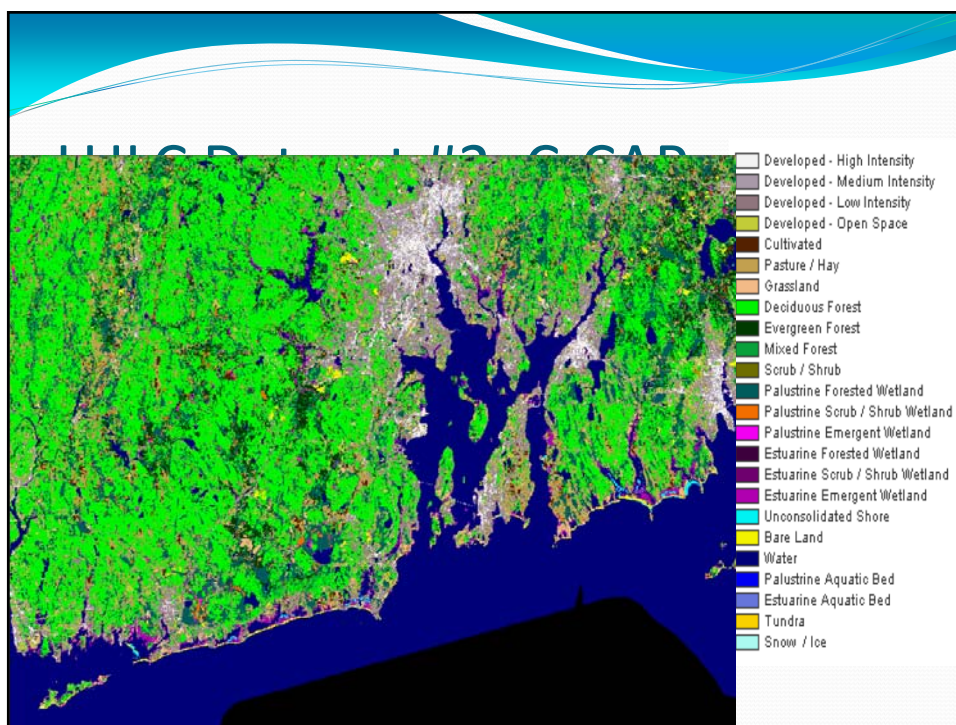 LULC Dataset C-CAP
Developed - High Intensity
Developed - Medium Intensity
Developed - Low Intensity
Developed - Open Space
Cultivated
Pasture / Hay
Grassland
Deciduous Forest
Evergreen Forest
Mixed Forest
Scrub / Shrub
Palustrine Forested Wetland
Palustrine Scrub / Shrub Wetland
Palustrine Emergent Wetland
Estuarine Forested Wetland
Estuarine Scrub / Shrub Wetland
Estuarine Emergent Wetland
Unconsolidated Shore
Bare Land
Water
Palustrine Aquatic Bed
Estuarine Aquatic Bed
Tundra
Snow / Ice